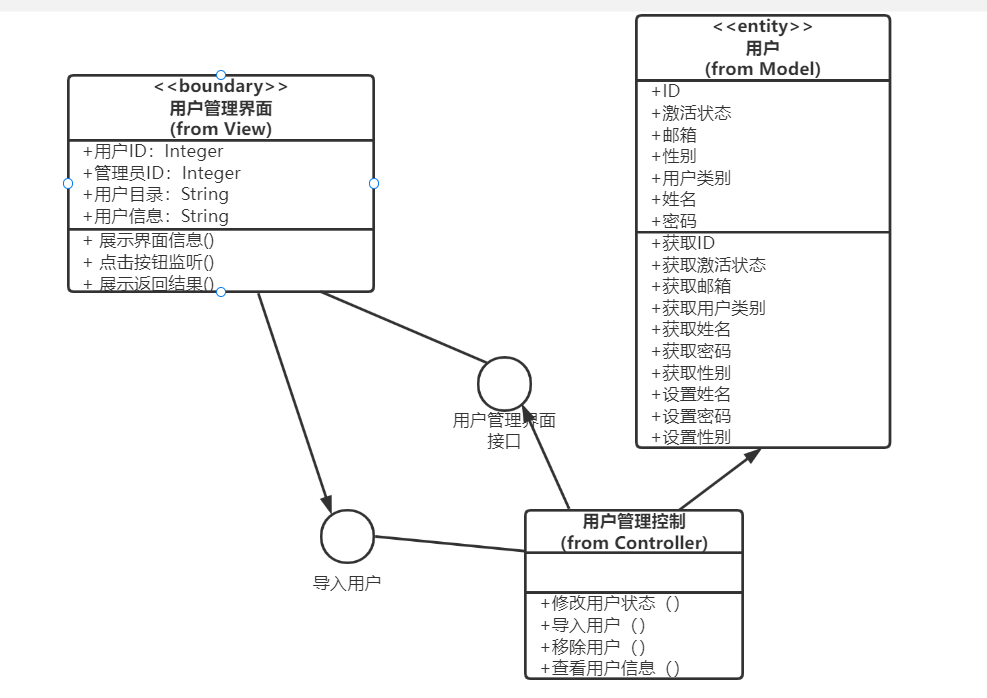 <<boundary>>
用户管理界面
(from View)
+用户ID：Integer
+管理员ID：Integer
+用户目录：String
+用户信息：String
+ 展示界面信息()
+ 点击按钮监听()
+ 展示返回结果()
<<entity>>
用户
(from Model)
+ID
+激活状态
+邮箱
+性别
+用户类别
+姓名
+密码
+获取ID
+获取激活状态
+获取邮箱
+获取用户类别
+获取姓名
+获取密码
+获取性别
+设置姓名
+设置密码
+设置性别
用户管理界面
接口
导入用户
用户管理控制
(from Controller)
+修改用户状态（）
+导入用户（）
+移除用户（）
+查看用户信息（）